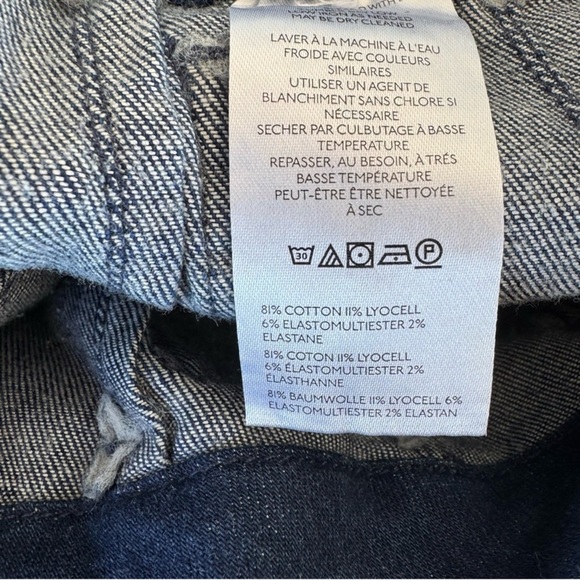 MAY BE DRY CLEANED
LAVER À LA MACHINE À L'EAU
FROIDE AVEC COULEURS
SIMILAIRES
UTILISER UN AGENT DE
BLANCHIMENT SANS CHLORE SI
NÉCESSAIRE
SECHER PAR CULBUTAGE À BASSE
TEMPERATURE
REPASSER, AU BESOIN, À TRÉS
BASSE TEMPÉRATURE
PEUT-ÊTRE ÊTRE NETTOYÉE
À SEC
30 P
81% COTTON 11% LYOCELL
6% ELASTOMULTIESTER 2%
ELASTANE
81% COTON 11% LYOCELL
6% ÉLASTOMULTIESTER 2%
ÉLASTHANNE
81% BAUMWOLLE 11% LYOCELL 6%
ELASTOMULTIESTER 2% ELASTAN